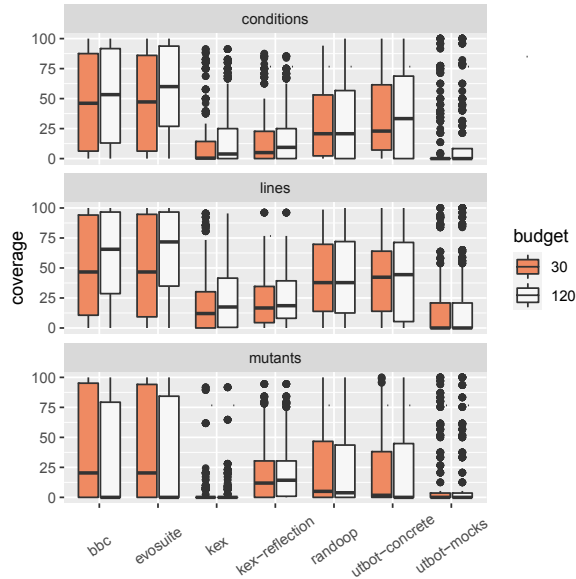 conditions
100
75
50
25
0
lines
100
75
50
25
0
mutants
100
75
50
25
0
coverage
bbc
evosuite
kex
kex-reflection
randoop
utbot-concrete
utbot-mocks
budget
30
120